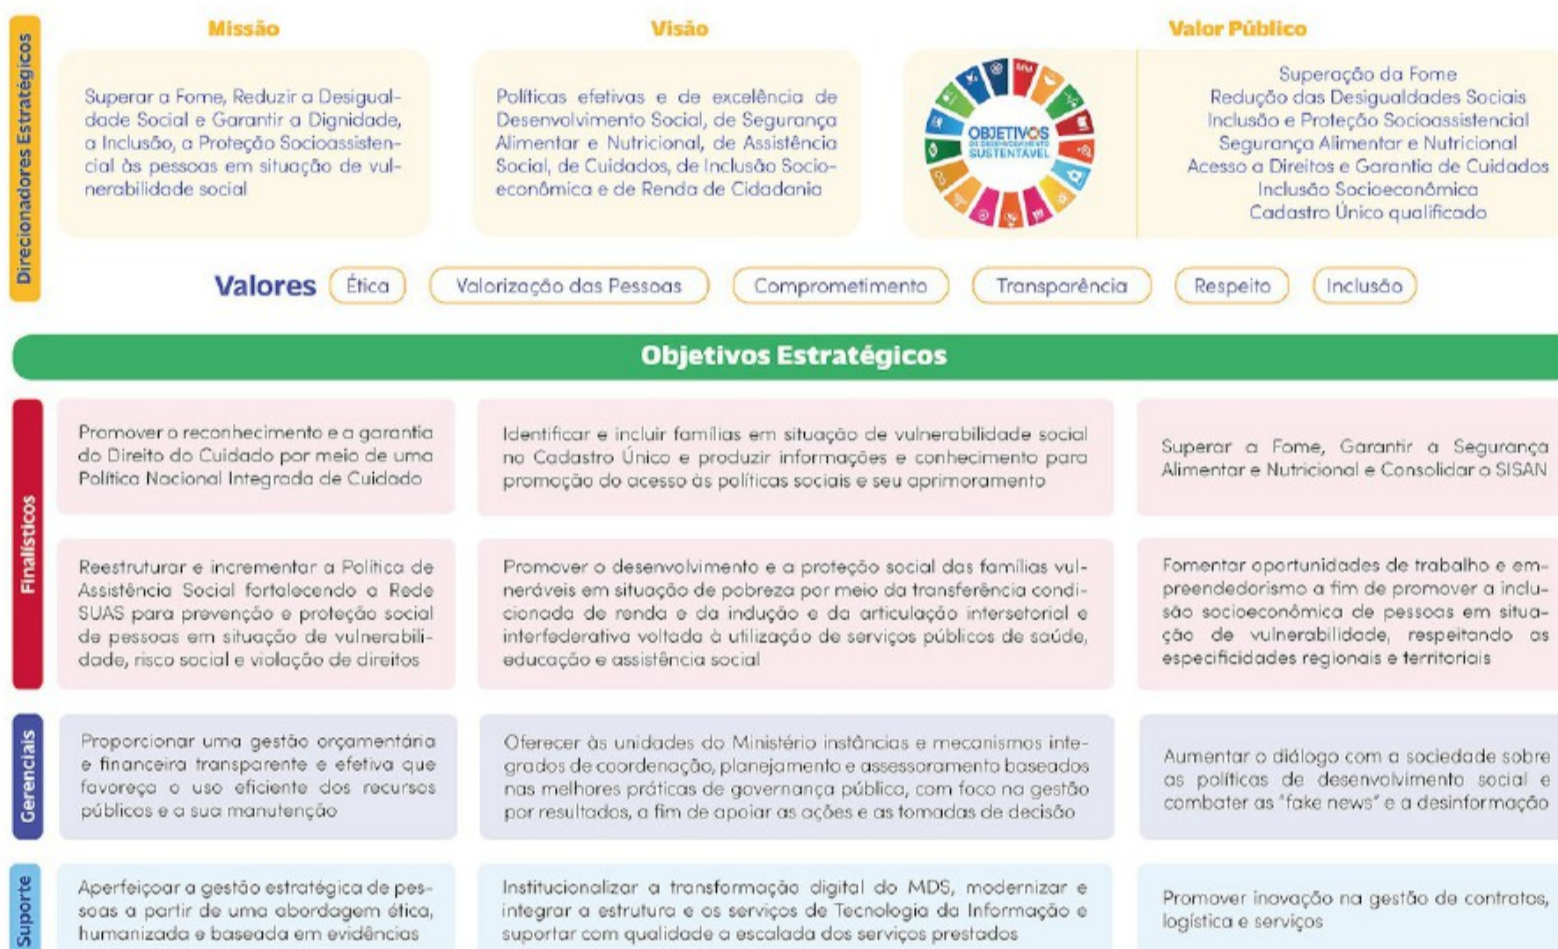 Direcionadores Estratégicos
Missão
Superar a Fome, Reduzir a Desigual-
dade Social e Garantir a Dignidade,
a Inclusão, a Proteção Socioassisten-
cial às pessoas em situação de vul-
nerabilidade social
Visão
Políticas efetivas e de excelência de
Desenvolvimento Social, de Segurança
Alimentar e Nutricional, de Assistência
Social, de Cuidados, de Inclusão Socio-
econômica e de Renda de Cidadania
Valor Público
OBJETIVOS
DE DESENVOLVIMENTO
SUSTENTÁVEL
Superação da Fome
Redução das Desigualdades Sociais
Inclusão e Proteção Socioassistencial
Segurança Alimentar e Nutricional
Acesso a Direitos e Garantia de Cuidados
Inclusão Socioeconômica
Cadastro Único qualificado
Valores
Ética
Valorização das Pessoas
Comprometimento
Transparência
Respeito
Inclusão
Objetivos Estratégicos
Finalísticos
Promover o reconhecimento e a garantia
do Direito do Cuidado por meio de uma
Política Nacional Integrada de Cuidado
Identificar e incluir famílias em situação de vulnerabilidade social
no Cadastro Único e produzir informações e conhecimento para
promoção do acesso às políticas sociais e seu aprimoramento
Superar a Fome, Garantir a Segurança
Alimentar e Nutricional e Consolidar o SISAN
Reestruturar e incrementar a Política de
Assistência Social fortalecendo a Rede
SUAS para prevenção e proteção social
de pessoas em situação de vulnerabili-
dade, risco social e violação de direitos
Promover o desenvolvimento e a proteção social das famílias vul-
neráveis em situação de pobreza por meio da transferência condi-
cionada de renda e da indução e da articulação intersetorial e
interfederativa voltada à utilização de serviços públicos de saúde,
educação e assistência social
Fomentar oportunidades de trabalho e em-
preendedorismo a fim de promover a inclu-
são socioeconômica de pessoas em situa-
ção de vulnerabilidade, respeitando as
especificidades regionais e territoriais
Gerenciais
Proporcionar uma gestão orçamentária
e financeira transparente e efetiva que
favoreça o uso eficiente dos recursos
públicos e a sua manutenção
Oferecer às unidades do Ministério instâncias e mecanismos inte-
grados de coordenação, planejamento e assessoramento baseados
nas melhores práticas de governança pública, com foco na gestão
por resultados, a fim de apoiar as ações e as tomadas de decisão
Aumentar o diálogo com a sociedade sobre
as políticas de desenvolvimento social e
combater as "fake news" e a desinformação
Suporte
Aperfeiçoar a gestão estratégica de pes-
soas a partir de uma abordagem ética,
humanizada e baseada em evidências
Institucionalizar a transformação digital do MDS, modernizar e
integrar a estrutura e os serviços de Tecnologia da Informação e
suportar com qualidade a escalada dos serviços prestados
Promover inovação na gestão de contratos,
logística e serviços